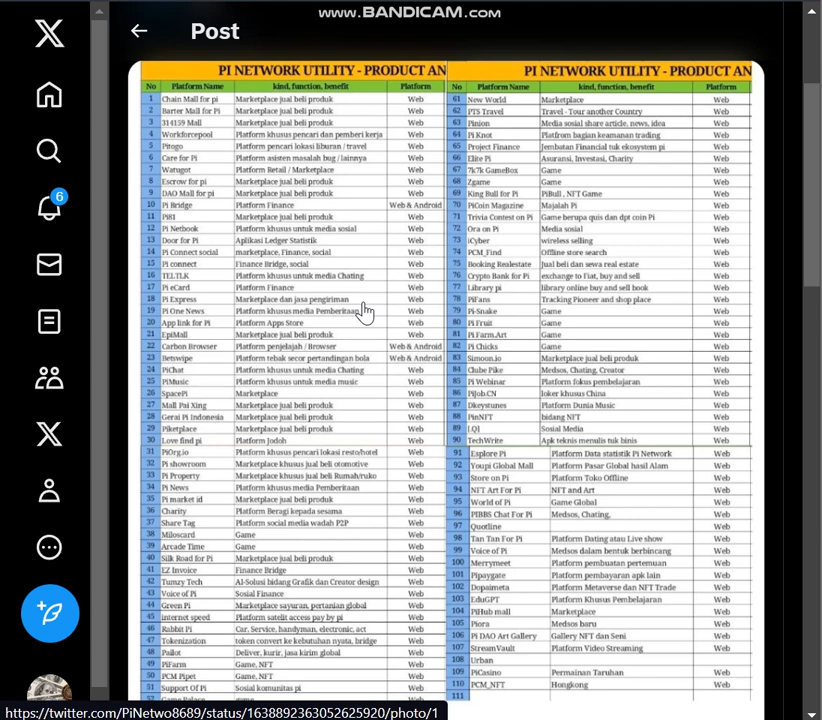 WWW.BANDICAM.COM
X
6
Post
PI NETWORK UTILITY - PRODUCT AN
No Platform Name kind, function, benefit Platform
1 Chain Mall for pi Marketplace jual beli produk Web
2 Barter Mall for Pi Marketplace jual beli produk Web
3 314159 Mall Marketplace jual beli produk Web
4 Workforcepool Platform khusus pencari dan pemberi kerja Web
5 Pitogo Platform pencari lokasi liburan / travel Web
6 Care for Pi Platform asisten masalah bug / lainnya Web
7 Watugot Platform Retail / Marketplace Web
8 Escrow for pi Marketplace jual beli produk Web
9 DAO Mall for Pi Marketplace jual beli produk Web
10 Pi Bridge Platform Finance Web & Android
11 Pi81 Marketplace jual beli produk Web
12 Pi Netbook Platform khusus untuk media sosial Web
13 Door for Pi Aplikasi Ledger Statistik Web
14 Pi Connect social marketplace, Finance, social Web
15 Pi connect Finance Bridge, social Web
16 TELTLK Platform khusus untuk media Chating Web
17 Pi eCard Platform Finance Web
18 Pi Express Marketplace dan jasa pengiriman Web
19 Pi One News Platform khusus media Pemberitaan Web
20 App link for Pi Platform Apps Store Web
21 EpiMall Marketplace jual beli produk Web
22 Carbon Browser Platform penjelajah / Browser Web & Android
23 Betswipe Platform tebak secor pertandingan bola Web & Android
24 PiChat Platform khusus untuk media Chating Web
25 PiMusic Platform khusus untuk media music Web
26 SpacePi Marketplace Web
27 Mall Pai Xing Marketplace jual beli produk Web
28 Gerai Pi Indonesia Marketplace jual beli produk Web
29 Piketplace Marketplace jual beli produk Web
30 Love find pi Platform Jodoh Web
31 PiOrg.io Platform khusus pencari lokasi resto/hotel Web
32 Pi showroom Marketplace khusus jual beli otomotive Web
33 Pi Property Marketplace khusus jual beli Rumah/ruko Web
34 Pi News Platform khusus media Pemberitaan Web
35 Pi market id Marketplace jual beli produk Web
36 Charity Platform Beragi kepada sesama Web
37 Share Tag Platform social media wadah P2P Web
38 Miloscard Game Web
39 Arcade Time Game Web
40 Silk Road for Pi Marketplace jual beli produk Web
41 EZ Invoice Finance Bridge Web
42 Tumzy Tech AI-Solusi bidang Grafik dan Creator design Web
43 Voice of Pi Sosial Finance Web
44 Green Pi Marketplace sayuran, pertanian global Web
45 internet speed Platform satelit access pay by pi Web
46 Rabbit Pi Car, Service, handyman, electronic, act Web
47 Tokenization token convert ke kebutuhan nyata, bridge Web
48 Pailot Deliver, kurir, jasa kirim global Web
49 PiFarm Game, NFT Web
50 PCM Pipet Game, NFT Web
51 Support Of Pi Sosial komunitas pi Web
PI NETWORK UTILITY - PRODUCT AN
No Platform Name kind, function, benefit Platform
61 New World Marketplace Web
62 PTS Travel Travel - Tour another Country Web
63 Pinion Media sosial share article, news, idea Web
64 Pi Knot Platfrom bagian keamanan trading Web
65 Project Finance Jembatan Financial tuk ekosistem pi Web
66 Elite Pi Asuransi, Investasi, Charity Web
67 7k7k GameBox Game Web
68 Zgame Game Web
69 King Bull for Pi PiBull , NFT Game Web
70 PiCoin Magazine Majalah Pi Web
71 Trivia Contest on Pi Game berupa quis dan dpt coin Pi Web
72 Ora on Pi Media sosial Web
73 iCyber wireless selling Web
74 PCM_Find Offline store search Web
75 Booking Realestate Jual beli dan sewa real estate Web
76 Crypto Bank for Pi exchange to Fiat, buy and sell Web
77 Library pi library online buy and sell book Web
78 PiFans Tracking Pioneer and shop place Web
79 Pi-Snake Game Web
80 Pi Fruit Game Web
81 Pi Farm.Art Game Web
82 Pi Chicks Game Web
83 Simoon.io Marketplace jual beli produk Web
84 Clube Pike Medsos, Chating, Creator Web
85 Pi Webinar Platform fokus pembelajaran Web
86 PiJob.CN loker khusus China Web
87 Dkeystunes Platform Dunia Music Web
88 PinNFT bidang NFT Web
89 I.QI Sosial Media Web
90 TechWrite Apk teknis menulis tuk binis Web
91 Explore Pi Platform Data statistik Pi Network Web
92 Youpi Global Mall Platform Pasar Global hasil Alam Web
93 Store on Pi Platform Toko Offline Web
94 NFT Art For Pi NFT and Art Web
95 World of Pi Game Global Web
96 PIBBS Chat For Pi Medsos, Chating, Web
97 Quotline Web
98 Tan Tan For Pi Platform Dating atau Live show Web
99 Voice of Pi Medsos dalam bentuk berbincang Web
100 Merrymeet Platform pembuatan pertemuan Web
101 Pipaygate Platform pembayaran apk lain Web
102 Dopaimeta Platform Metaverse dan NFT Trade Web
103 EduGPT Platform Khusus Pembelajaran Web
104 PiHub mall Marketplace Web
105 Piora Medsos baru Web
106 Pi DAO Art Gallery Gallery NFT dan Seni Web
107 StreamVault Platform Video Streaming Web
108 Urban Web
109 PiCasino Permainan Taruhan Web
110 PCM_NFT Hongkong Web
111
https://twitter.com/PiNetwo8689/status/1638892363052625920/photo/1